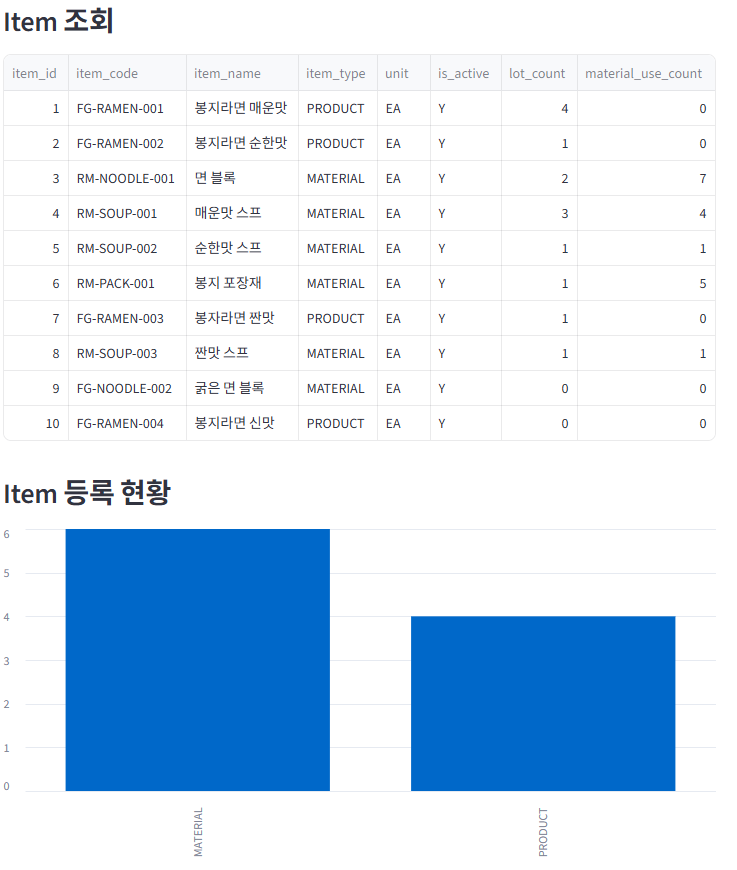 Item 조회
item_id item_code item_name item_type unit is_active lot_count material_use_count
1 FG-RAMEN-001 봉지라면 매운맛 PRODUCT EA Y 4 0
2 FG-RAMEN-002 봉지라면 순한맛 PRODUCT EA Y 1 0
3 RM-NOODLE-001 면 블록 MATERIAL EA Y 2 7
4 RM-SOUP-001 매운맛 스프 MATERIAL EA Y 3 4
5 RM-SOUP-002 순한맛 스프 MATERIAL EA Y 1 1
6 RM-PACK-001 봉지 포장재 MATERIAL EA Y 1 5
7 FG-RAMEN-003 봉자라면 짠맛 PRODUCT EA Y 1 0
8 RM-SOUP-003 짠맛 스프 MATERIAL EA Y 1 1
9 FG-NOODLE-002 굵은 면 블록 MATERIAL EA Y 0 0
10 FG-RAMEN-004 봉지라면 신맛 PRODUCT EA Y 0 0
Item 등록 현황
6
5
4
3
2
1
0
MATERIAL
PRODUCT